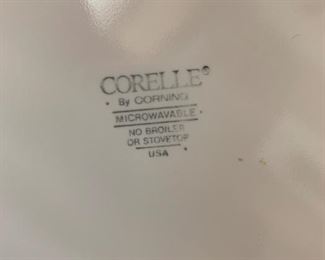 CORELLE®
• By CORNING •
MICROWAVABLE
• NO BROILER •
OR STOVETOP
USA